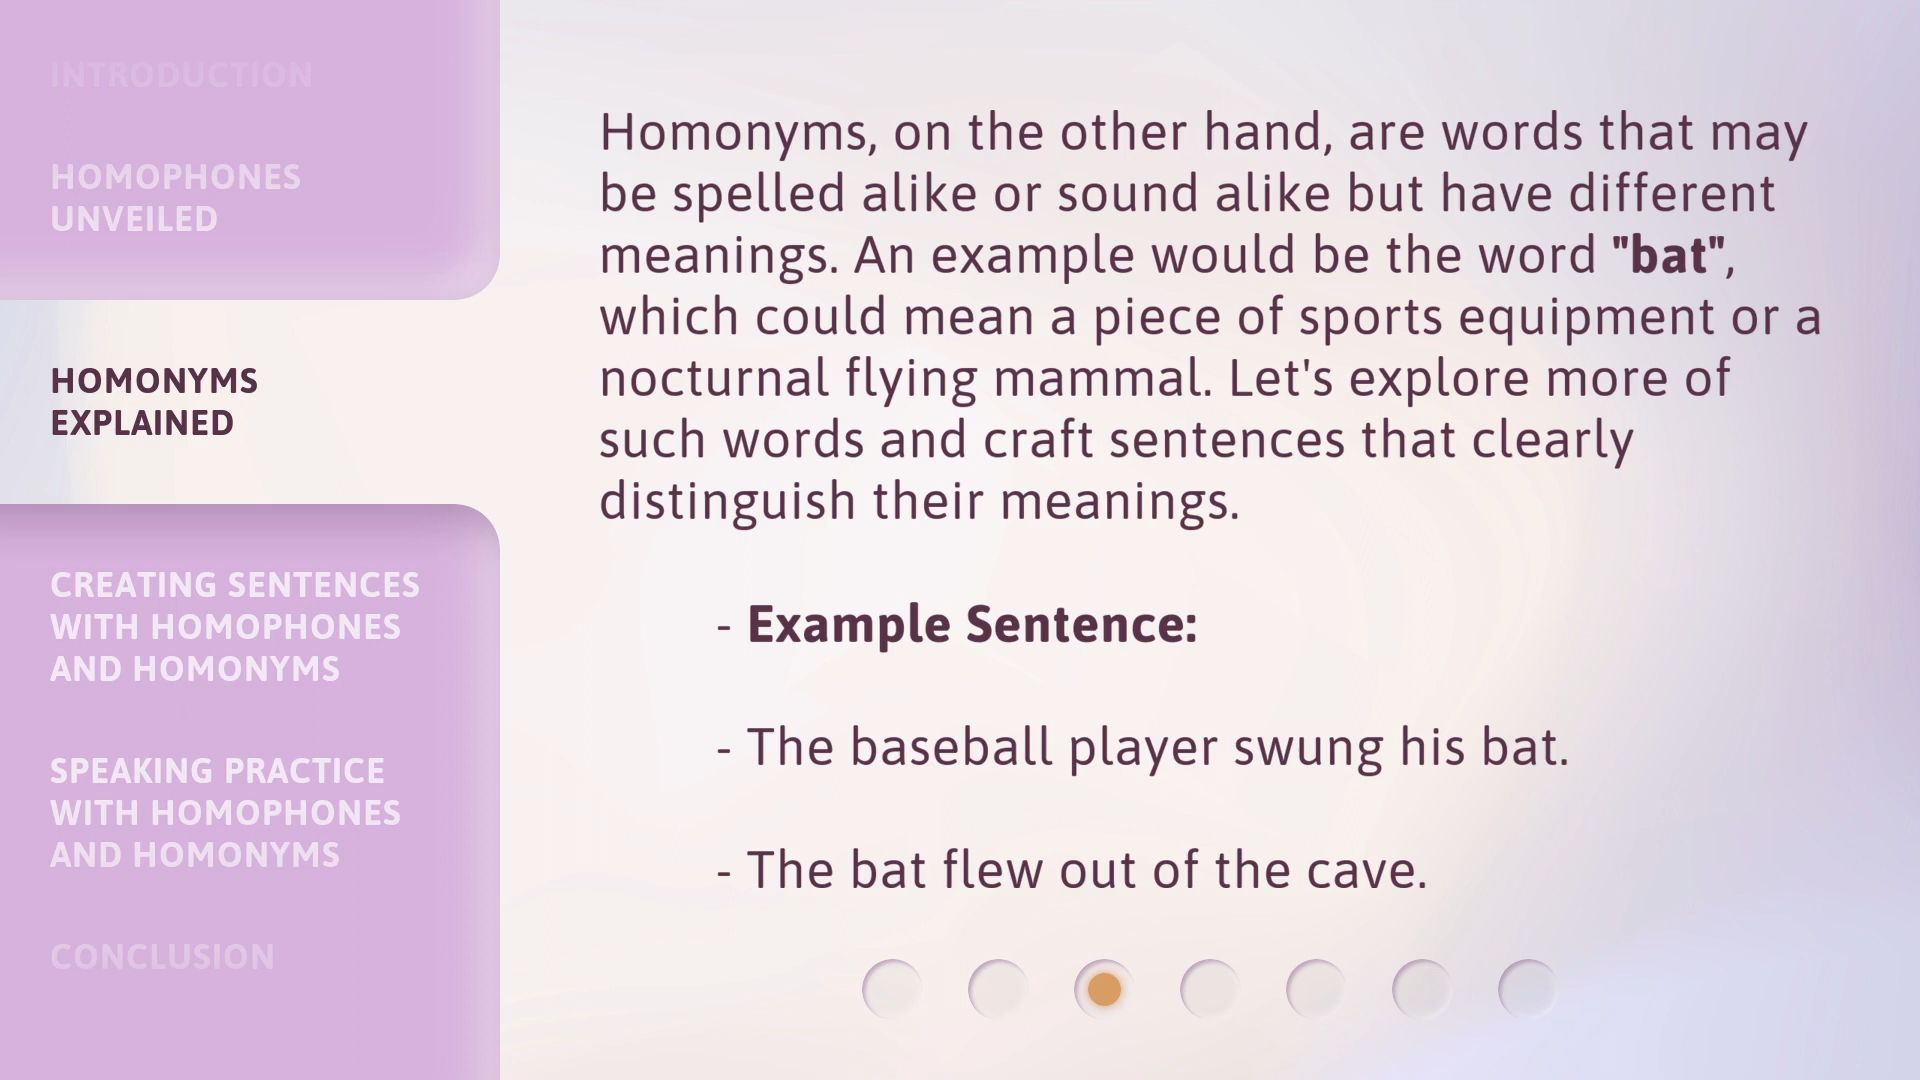 INTRODUCTION
HOMOPHONES
UNVEILED
HOMONYMS
EXPLAINED
CREATING SENTENCES
WITH HOMOPHONES
AND HOMONYMS
SPEAKING PRACTICE
WITH HOMOPHONES
AND HOMONYMS
CONCLUSION
Homonyms, on the other hand, are words that may
be spelled alike or sound alike but have different
meanings. An example would be the word "bat",
which could mean a piece of sports equipment or a
nocturnal flying mammal. Let's explore more of
such words and craft sentences that clearly
distinguish their meanings.
- Example Sentence:
- The baseball player swung his bat.
- The bat flew out of the cave.